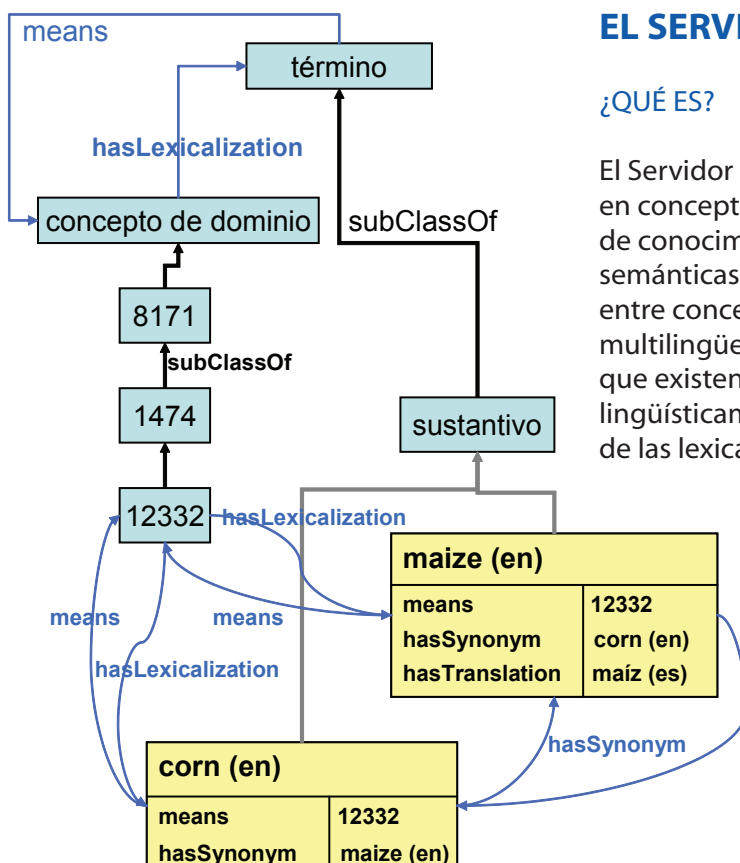 means
término
hasLexicalization
concepto de dominio
subClassOf
8171
subClassOf
1474
sustantivo
12332
hasLexicalization
maize (en)
means 12332
hasSynonym corn (en)
hasTranslation maíz (es)
means
means
hasLexicalization
hasSynonym
corn (en)
means 12332
hasSynonym maize (en)
EL SERV
¿QUÉ ES?
El Servidor
en concept
de conocim
semánticas
entre conce
multilingüe
que existen
lingüísticam
de las lexica